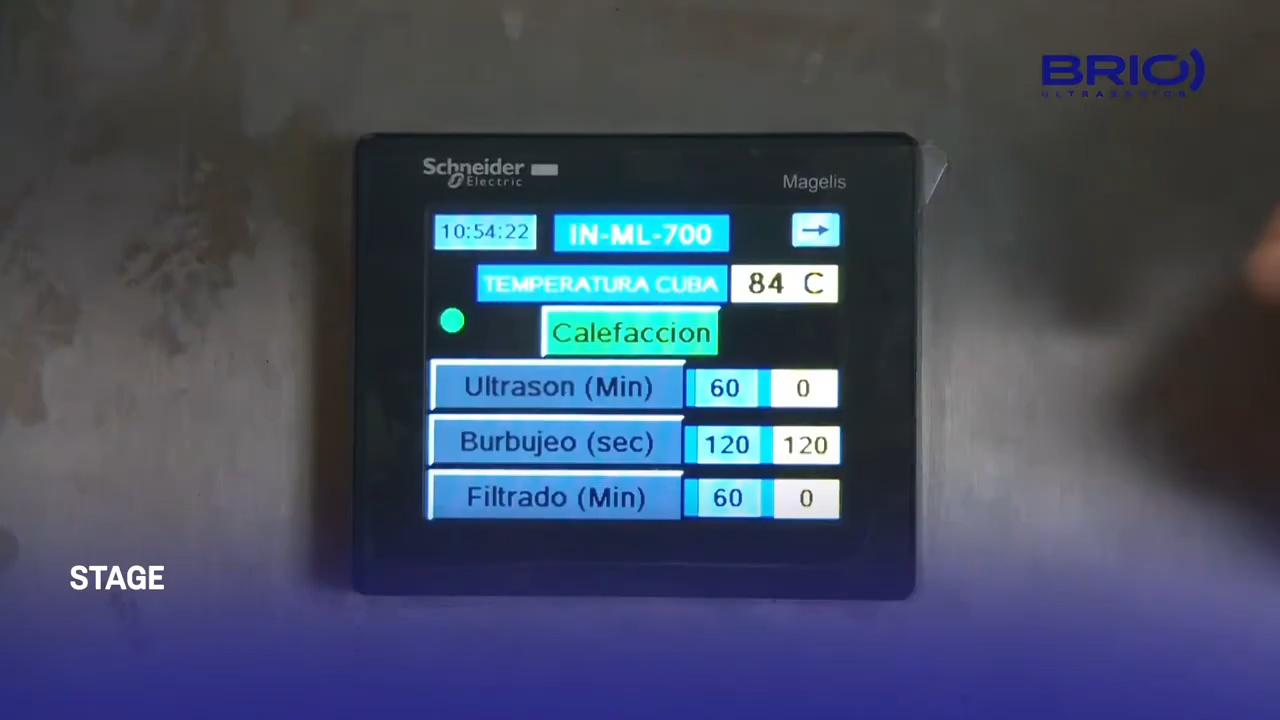 BRIO
ULTRASONICS
Schneider
Electric
Magelis
10:54:22 IN-ML-700 →
TEMPERATURA CUBA 84 C
Calefaccion
Ultrason (Min) 60 0
Burbujeo (sec) 120 120
Filtrado (Min) 60 0
STAGE